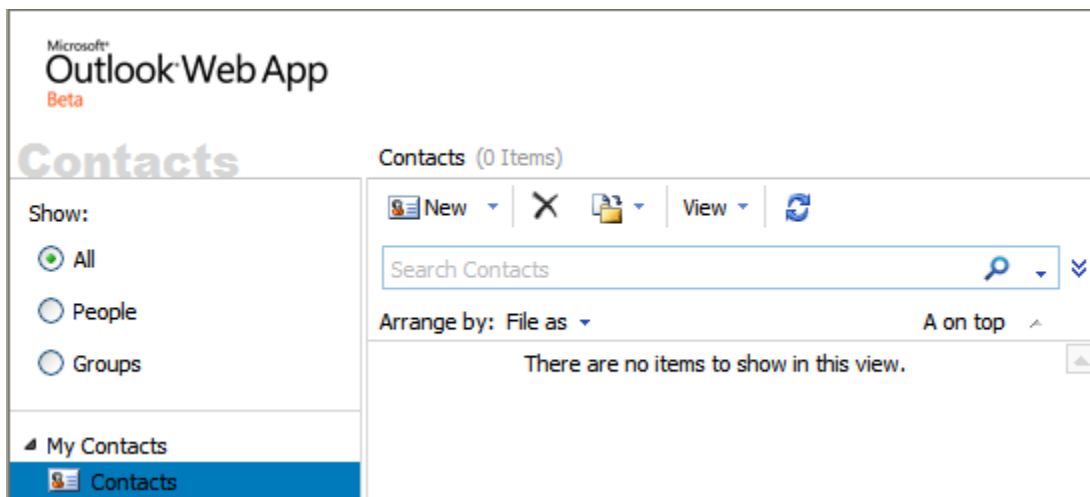 Microsoft®
Outlook Web App
Beta
Contacts
Contacts (0 Items)
Show:
All
People
Groups
My Contacts
Contacts
New
View
Search Contacts
Arrange by: File as
A on top
There are no items to show in this view.